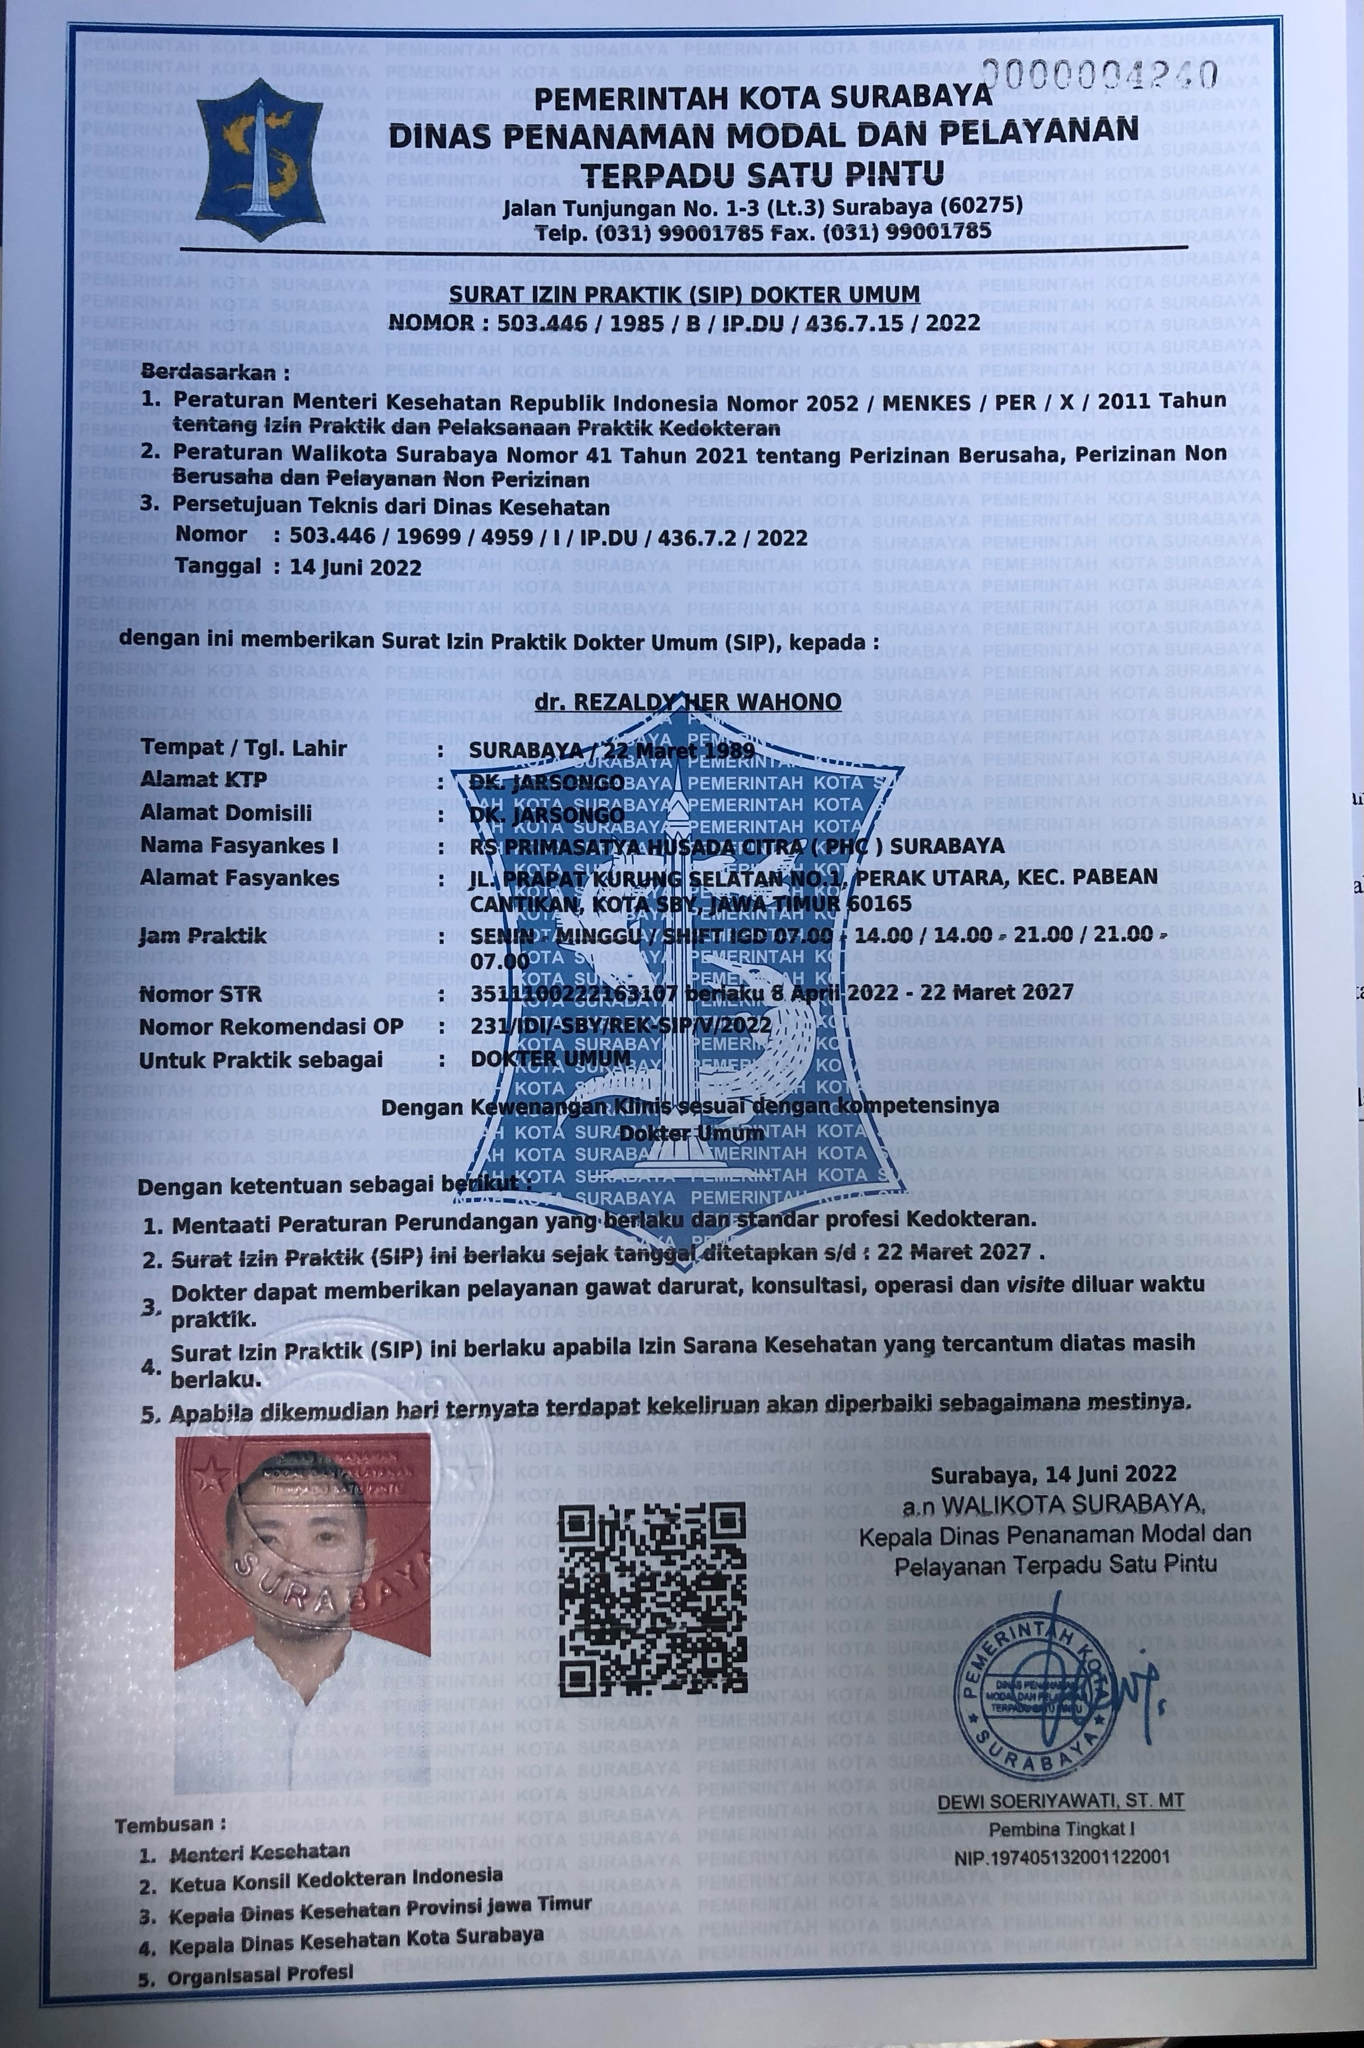 0000004240
PEMERINTAH KOTA SURABAYA
DINAS PENANAMAN MODAL DAN PELAYANAN
TERPADU SATU PINTU
Jalan Tunjungan No. 1-3 (Lt.3) Surabaya (60275)
Telp. (031) 99001785 Fax. (031) 99001785
SURAT IZIN PRAKTIK (SIP) DOKTER UMUM
NOMOR : 503.446 / 1985 / B / IP.DU / 436.7.15 / 2022
Berdasarkan :
1. Peraturan Menteri Kesehatan Republik Indonesia Nomor 2052 / MENKES / PER / X / 2011 Tahun
tentang Izin Praktik dan Pelaksanaan Praktik Kedokteran
2. Peraturan Walikota Surabaya Nomor 41 Tahun 2021 tentang Perizinan Berusaha, Perizinan Non
Berusaha dan Pelayanan Non Perizinan
3. Persetujuan Teknis dari Dinas Kesehatan
Nomor : 503.446 / 19699 / 4959 / I / IP.DU / 436.7.2 / 2022
Tanggal : 14 Juni 2022
dengan ini memberikan Surat Izin Praktik Dokter Umum (SIP), kepada :
dr. REZALDY HER WAHONO
Tempat / Tgl. Lahir : SURABAYA / 22 Maret 1989
Alamat KTP : DK. JARSONGO
Alamat Domisili : DK. JARSONGO
Nama Fasyankes I : RS PRIMASATYA HUSADA CITRA ( PHC ) SURABAYA
Alamat Fasyankes : JL. PRAPAT KURUNG SELATAN NO.1, PERAK UTARA, KEC. PABEAN
CANTIKAN, KOTA SBY, JAWA TIMUR 60165
Jam Praktik : SENIN - MINGGU / SHIFT IGD 07.00 - 14.00 / 14.00 - 21.00 / 21.00 -
07.00
Nomor STR : 3511100222163107 berlaku 8 April 2022 - 22 Maret 2027
Nomor Rekomendasi OP : 231/IDI/-SBY/REK-SIP/V/2022
Untuk Praktik sebagai : DOKTER UMUM
Dengan Kewenangan Klinis sesuai dengan kompetensinya
Dokter Umum
Dengan ketentuan sebagai berikut :
1. Mentaati Peraturan Perundangan yang berlaku dan standar profesi Kedokteran.
2. Surat Izin Praktik (SIP) ini berlaku sejak tanggal ditetapkan s/d : 22 Maret 2027 .
3. Dokter dapat memberikan pelayanan gawat darurat, konsultasi, operasi dan visite diluar waktu
praktik.
4. Surat Izin Praktik (SIP) ini berlaku apabila Izin Sarana Kesehatan yang tercantum diatas masih
berlaku.
5. Apabila dikemudian hari ternyata terdapat kekeliruan akan diperbaiki sebagaimana mestinya.
SURABAYA
Surabaya, 14 Juni 2022
a.n WALIKOTA SURABAYA,
Kepala Dinas Penanaman Modal dan
Pelayanan Terpadu Satu Pintu
PEMERINTAH KOTA
DINAS PENANAMAN
MODAL DAN PELAYANAN
TERPADU SATU PINTU
SURABAYA
DEWI SOERIYAWATI, ST. MT
Pembina Tingkat I
NIP.197405132001122001
Tembusan :
1. Menteri Kesehatan
2. Ketua Konsil Kedokteran Indonesia
3. Kepala Dinas Kesehatan Provinsi Jawa Timur
4. Kepala Dinas Kesehatan Kota Surabaya
5. Organisasai Profesi